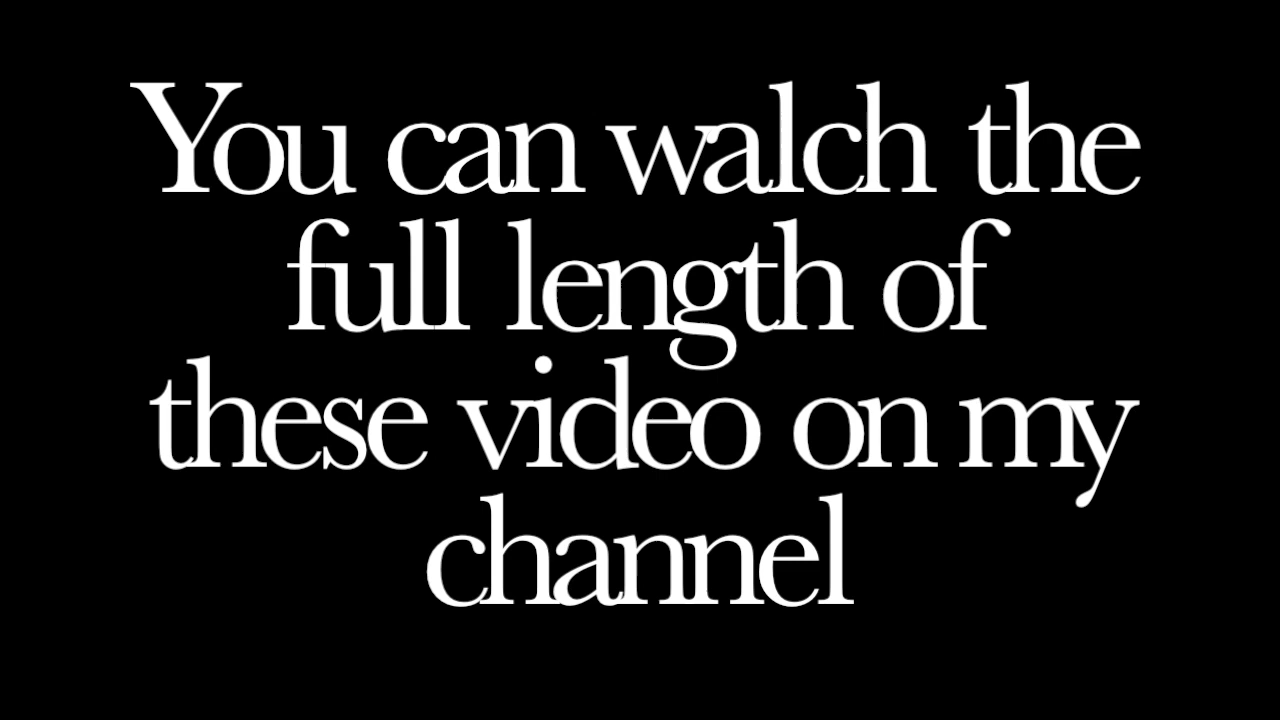 You can walch the
full length of
these video on my
channel